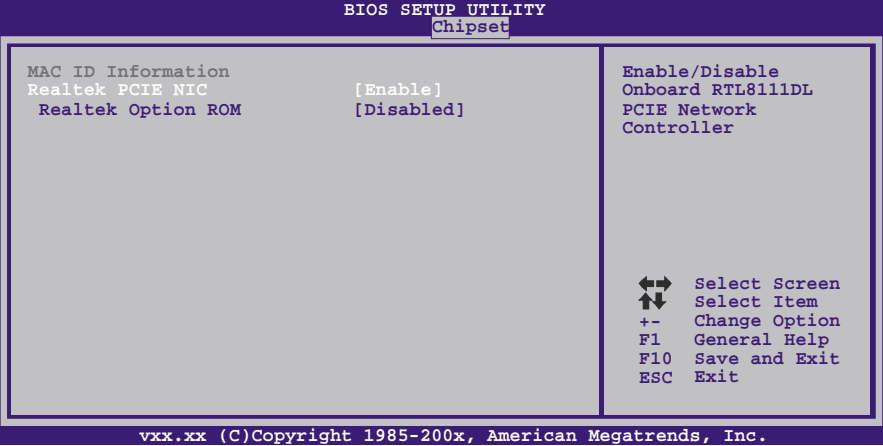 BIOS SETUP UTILITY
Chipset
MAC ID Information
Realtek PCIE NIC [Enable]
Realtek Option ROM [Disabled]
Enable/Disable
Onboard RTL8111DL
PCIE Network
Controller
Select Screen
Select Item
+- Change Option
F1 General Help
F10 Save and Exit
ESC Exit
vxx.xx (C)Copyright 1985-200x, American Megatrends, Inc.